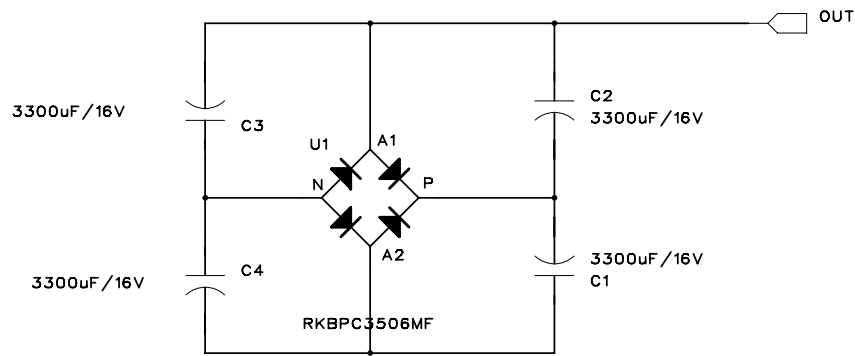 OUT
C2
3300uF/16V
3300uF/16V
C3
U1
A1
N
P
A2
3300uF/16V
C1
C4
3300uF/16V
RKBPC3506MF